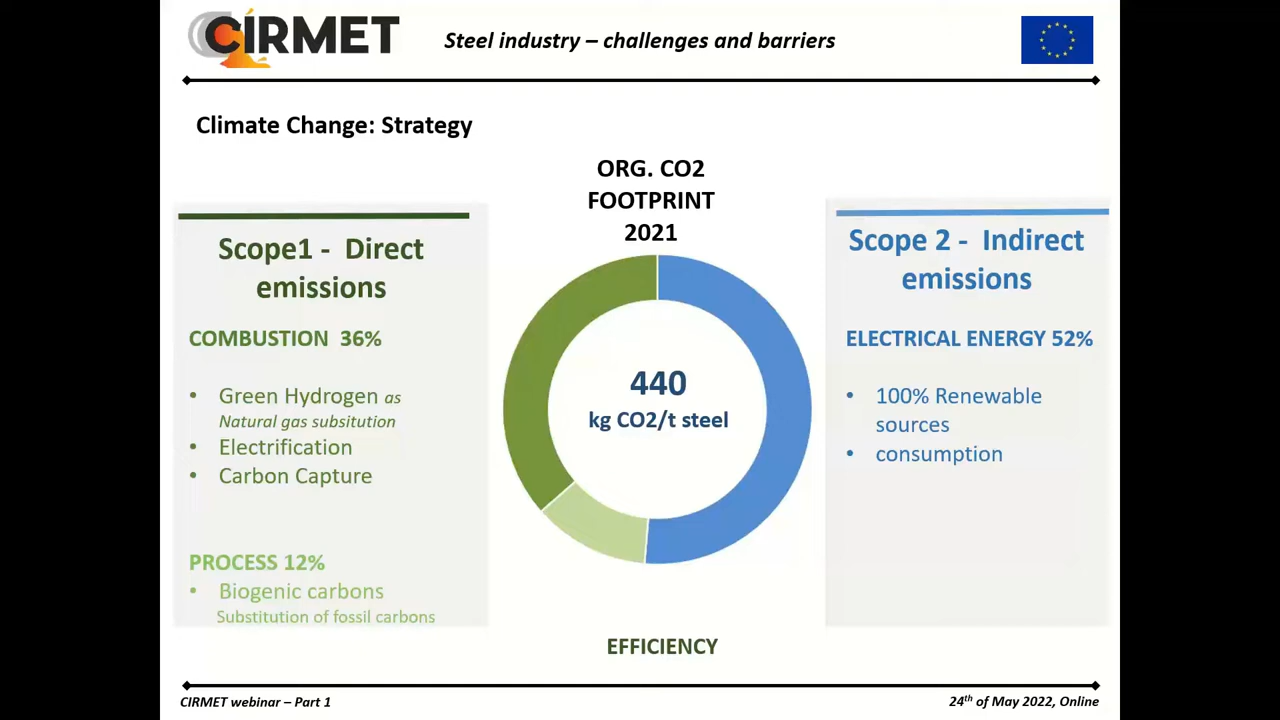 CIRMET
Steel industry – challenges and barriers
Climate Change: Strategy
ORG. CO2
FOOTPRINT
2021
Scope1 - Direct
emissions
COMBUSTION 36%
• Green Hydrogen as
Natural gas subsitution
• Electrification
• Carbon Capture
PROCESS 12%
• Biogenic carbons
Substitution of fossil carbons
440
kg CO2/t steel
Scope 2 - Indirect
emissions
ELECTRICAL ENERGY 52%
• 100% Renewable
sources
• consumption
EFFICIENCY
CIRMET webinar – Part 1
24th of May 2022, Online